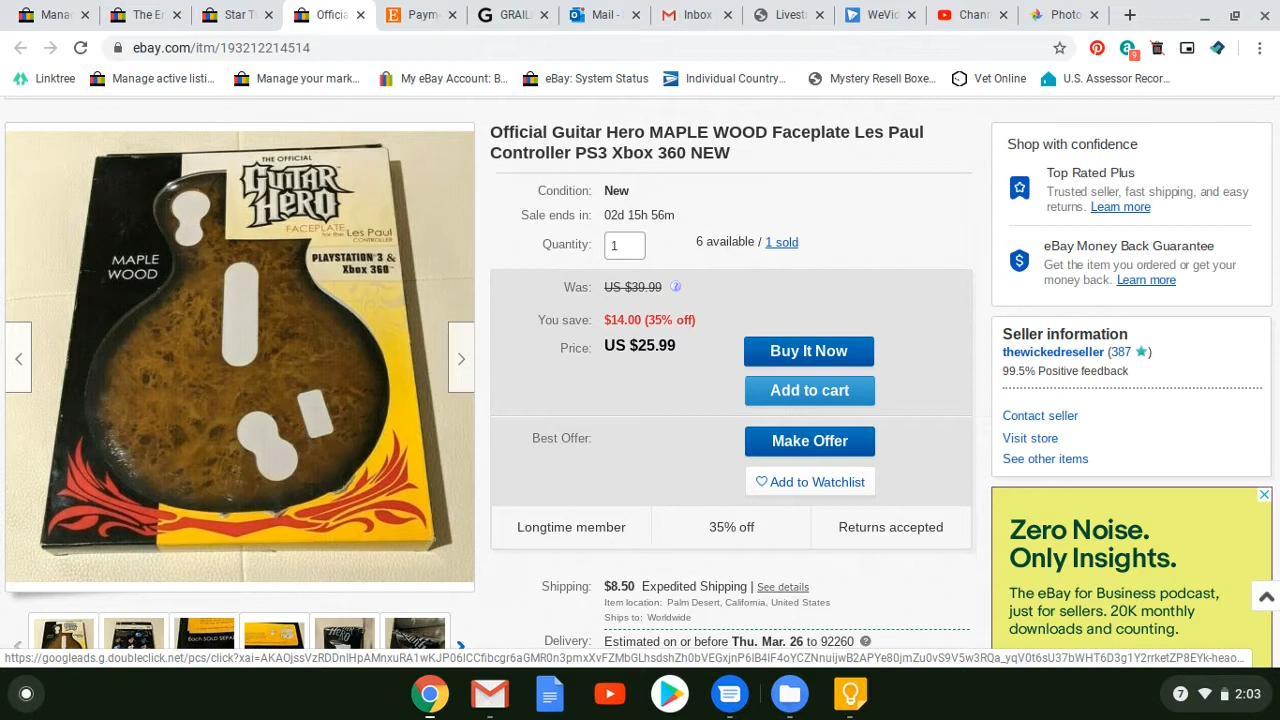 Mana
The Er
Star Tv
Officia
Paym
GRAIL
Mail -
Inbox
Livest
WeVid
Chann
Photo
ebay.com/itm/193212214514
9
Linktree
Manage active listi...
Manage your mark...
My eBay Account: B...
eBay: System Status
Individual Country...
Mystery Resell Boxe...
Vet Online
U.S. Assessor Recor...
THE OFFICIAL
GUITAR
HERO
FACEPLATE for the Les Paul
CONTROLLER
PLAYSTATION 3 &
Xbox 360
MAPLE
WOOD
Official Guitar Hero MAPLE WOOD Faceplate Les Paul
Controller PS3 Xbox 360 NEW
Condition: New
Sale ends in: 02d 15h 56m
Quantity: 1 6 available / 1 sold
Was: US $39.99
You save: $14.00 (35% off)
Price: US $25.99
Buy It Now
Add to cart
Best Offer:
Make Offer
Add to Watchlist
Longtime member 35% off Returns accepted
Shipping: $8.50 Expedited Shipping | See details
Item location: Palm Desert, California, United States
Ships to: Worldwide
Delivery: Estimated on or before Thu. Mar. 26 to 92260
Shop with confidence
Top Rated Plus
Trusted seller, fast shipping, and easy
returns. Learn more
eBay Money Back Guarantee
Get the item you ordered or get your
money back. Learn more
Seller information
thewickedreseller (387 )
99.5% Positive feedback
Contact seller
Visit store
See other items
Zero Noise.
Only Insights.
The eBay for Business podcast,
just for sellers. 20K monthly
downloads and counting.
Each SOLD SEPA
7 2:03